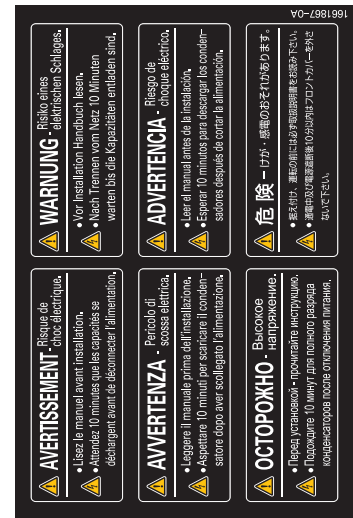 AVERTISSEMENT- Risque de
choc électrique.
• Lisez le manuel avant installation.
• Attendez 10 minutes que les capacités se
déchargent avant de déconnecter l'alimentation.
WARNUNG - Risiko eines
elektrischen Schlages.
• Vor Installation Handbuch lesen.
• Nach Trennen vom Netz 10 Minuten
warten bis die Kapazitäten entladen sind.
AVVERTENZA - Pericolo di
scossa elettrica.
• Leggere il manuale prima dell'installazione.
• Aspettare 10 minuti per scaricare il conden-
satore dopo aver scollegato l'alimentazione.
ADVERTENCIA - Riesgo de
choque eléctrico.
• Leer el manual antes de la instalación.
• Esperar 10 minutos para descargar los conden-
sadores después de cortar la alimentación.
ОСТОРОЖНО - Высокое
напряжение.
• Перед установкой - прочитайте инструкцию.
• Подождите 10 минут для полного разряда
конденсаторов после отключения питания.
危 険 - けが・感電のおそれがあります。
• 据え付け、運転の前には必ず取扱説明書をお読み下さい。
• 通電中及び電源遮断後10分以内はフロントカバーを外さ
ないで下さい。
1661867-0A